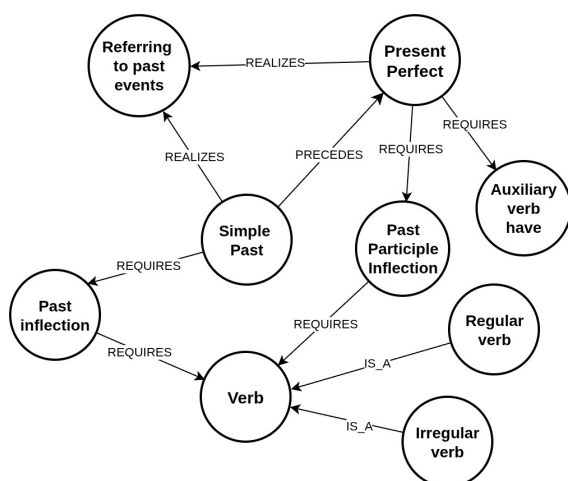 Referring
to past
events
REALIZES
Present
Perfect
REALIZES
PRECEDES
REQUIRES
REQUIRES
Auxiliary
verb
have
Simple
Past
Past
Participle
Inflection
REQUIRES
Past
inflection
REQUIRES
REQUIRES
Regular
verb
IS_A
Verb
IS_A
Irregular
verb